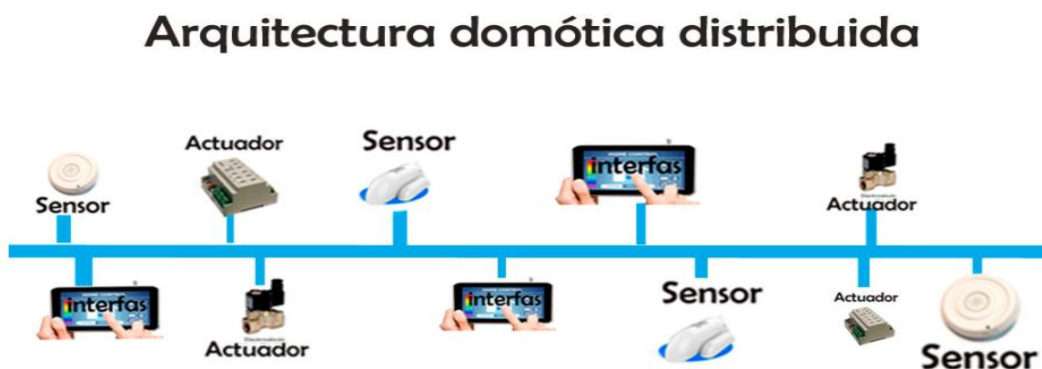 Arquitectura domótica distribuida
Sensor
Actuador
Sensor
interfas
Actuador
interfas
Actuador
interfas
Sensor
Actuador
Sensor